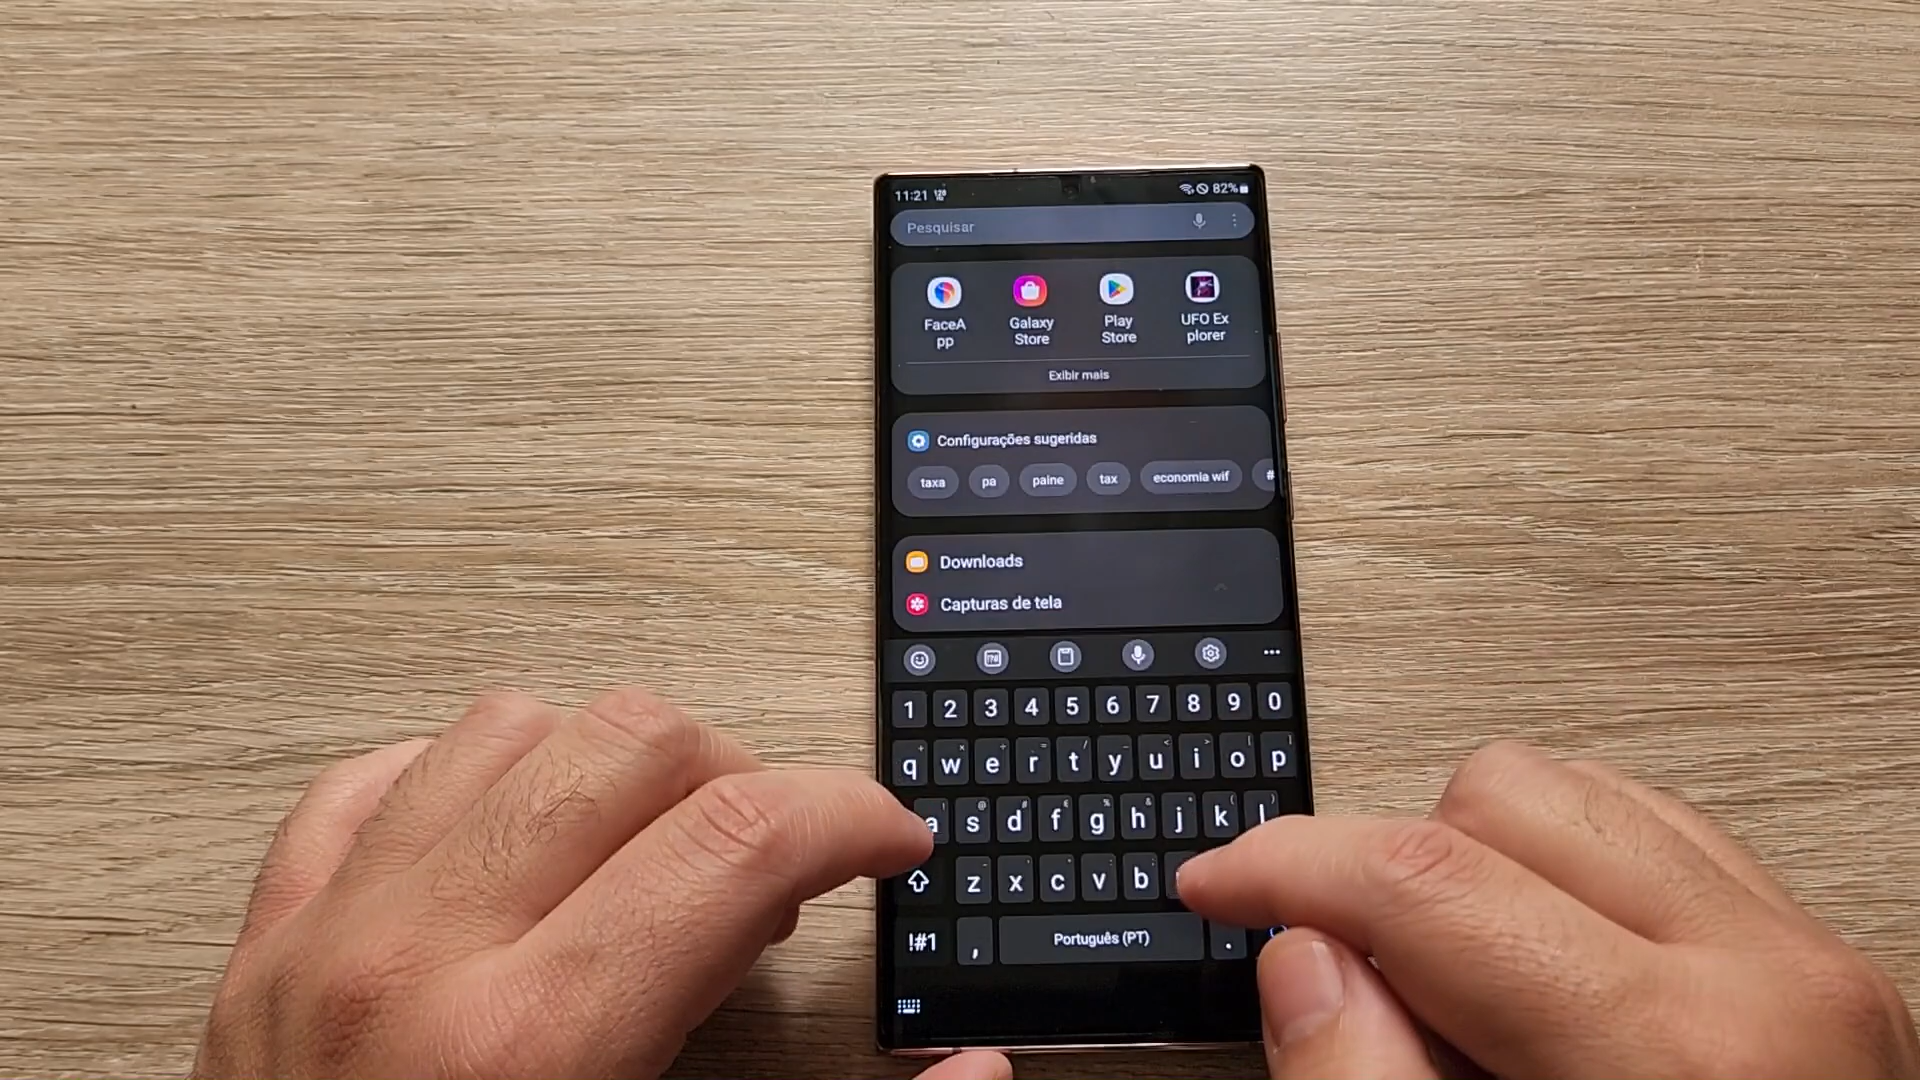 11:21
82%
Pesquisar
FaceA
pp
Galaxy
Store
Play
Store
UFO Ex
plorer
Exibir mais
Configurações sugeridas
taxa pa paine tax economia wif #
Downloads
Capturas de tela
1 2 3 4 5 6 7 8 9 0
q w e r t y u i o p
a s d f g h j k l
z x c v b
!#1 , Português (PT) .